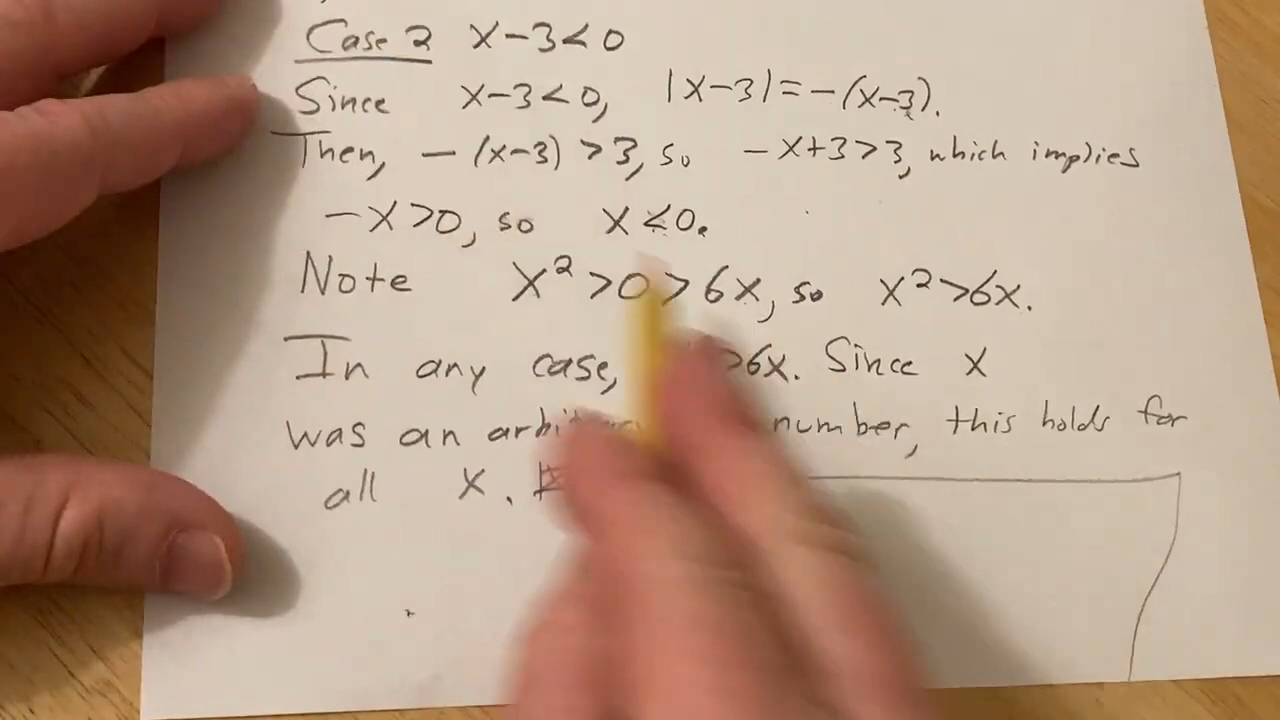 Case 2 x-3<0
Since x-3<0, |x-3|=-(x-3).
Then, -(x-3)>3, so -x+3>3, which implies
-x>0, so x<0.
Note x²>0>6x, so x²>6x.
In any case, >6x. Since x
was an number, this holds for
all x.